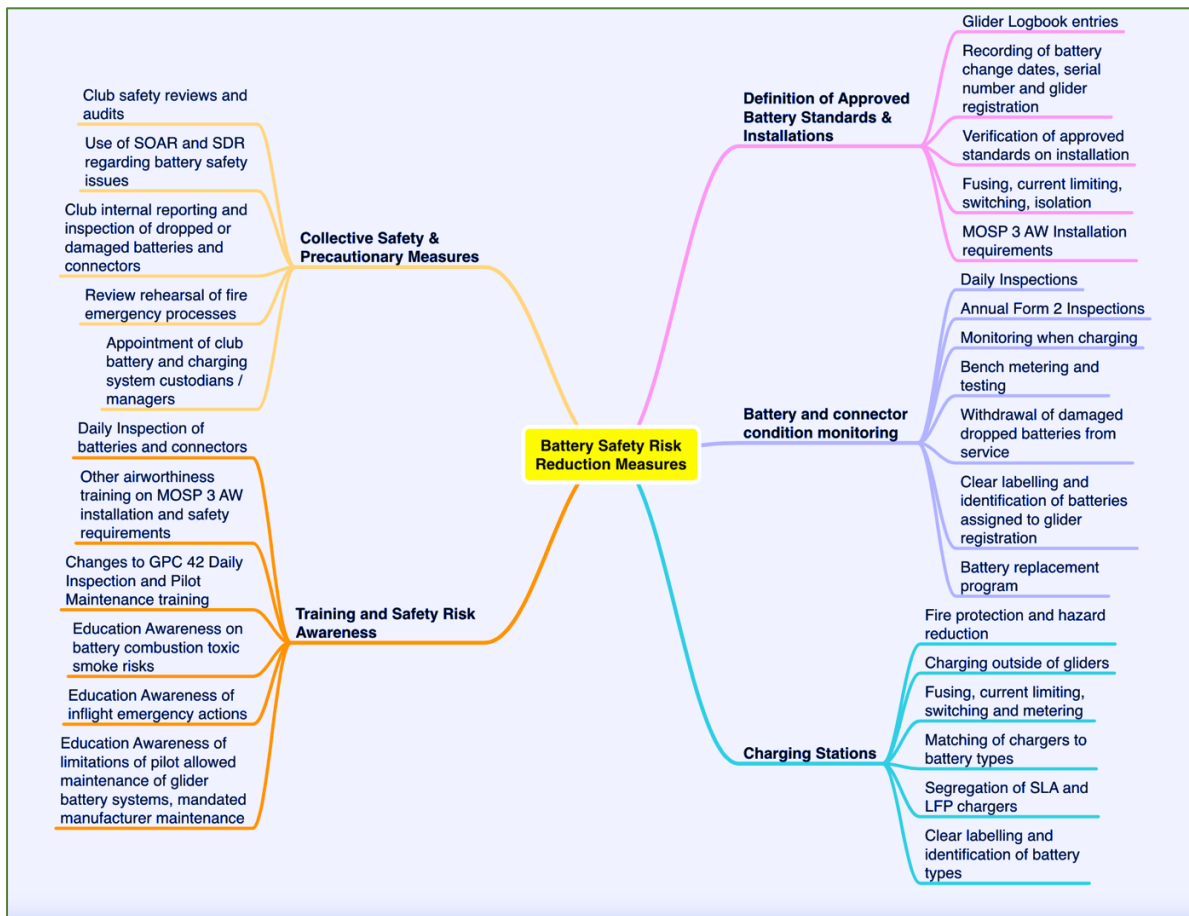 Battery Safety Risk
Reduction Measures
Definition of Approved
Battery Standards &
Installations
Glider Logbook entries
Recording of battery
change dates, serial
number and glider
registration
Verification of approved
standards on installation
Fusing, current limiting,
switching, isolation
MOSP 3 AW Installation
requirements
Battery and connector
condition monitoring
Daily Inspections
Annual Form 2 Inspections
Monitoring when charging
Bench metering and
testing
Withdrawal of damaged
dropped batteries from
service
Clear labelling and
identification of batteries
assigned to glider
registration
Battery replacement
program
Charging Stations
Fire protection and hazard
reduction
Charging outside of gliders
Fusing, current limiting,
switching and metering
Matching of chargers to
battery types
Segregation of SLA and
LFP chargers
Clear labelling and
identification of battery
types
Collective Safety &
Precautionary Measures
Club safety reviews and
audits
Use of SOAR and SDR
regarding battery safety
issues
Club internal reporting and
inspection of dropped or
damaged batteries and
connectors
Review rehearsal of fire
emergency processes
Appointment of club
battery and charging
system custodians /
managers
Training and Safety Risk
Awareness
Daily Inspection of
batteries and connectors
Other airworthiness
training on MOSP 3 AW
installation and safety
requirements
Changes to GPC 42 Daily
Inspection and Pilot
Maintenance training
Education Awareness on
battery combustion toxic
smoke risks
Education Awareness of
inflight emergency actions
Education Awareness of
limitations of pilot allowed
maintenance of glider
battery systems, mandated
manufacturer maintenance